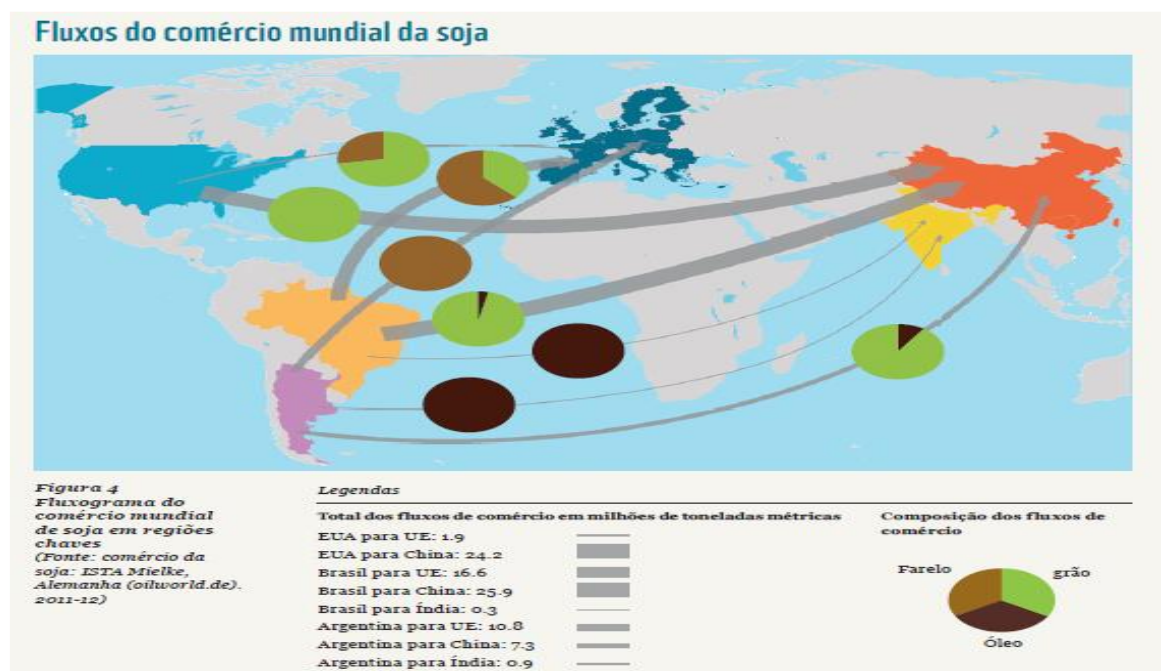 Fluxos do comércio mundial da soja
Figura 4
Fluxograma do
comércio mundial
de soja em regiões
chaves
(Fonte: comércio da
soja: ISTA Mielke,
Alemanha (oilworld.de).
2011-12)
Legendas
Total dos fluxos de comércio em milhões de toneladas métricas
EUA para UE: 1.9
EUA para China: 24.2
Brasil para UE: 16.6
Brasil para China: 25.9
Brasil para Índia: 0.3
Argentina para UE: 10.8
Argentina para China: 7.3
Argentina para Índia: 0.9
Composição dos fluxos de
comércio
Farelo
grão
Óleo